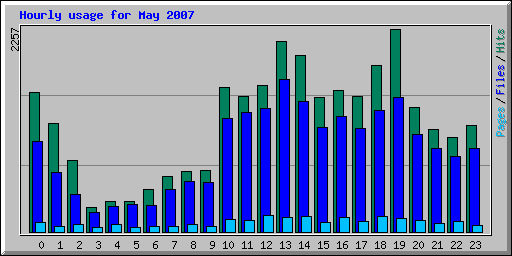 Hourly usage for May 2007
2257
Pages/Files/Hits
0 1 2 3 4 5 6 7 8 9 10 11 12 13 14 15 16 17 18 19 20 21 22 23